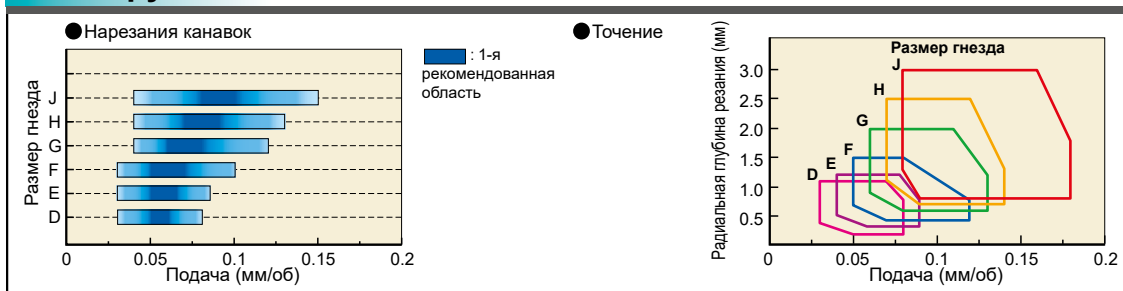 ●Нарезания канавок
Размер гнезда
J
H
G
F
E
D
0 0.05 0.1 0.15 0.2
Подача (мм/об)
: 1-я
рекомендованная
область
●Точение
Радиальная глубина резания (мм)
Размер гнезда
3.0
2.5
2.0
1.5
1.0
0.5
J
H
G
F
E
D
0 0.05 0.1 0.15 0.2
Подача (мм/об)